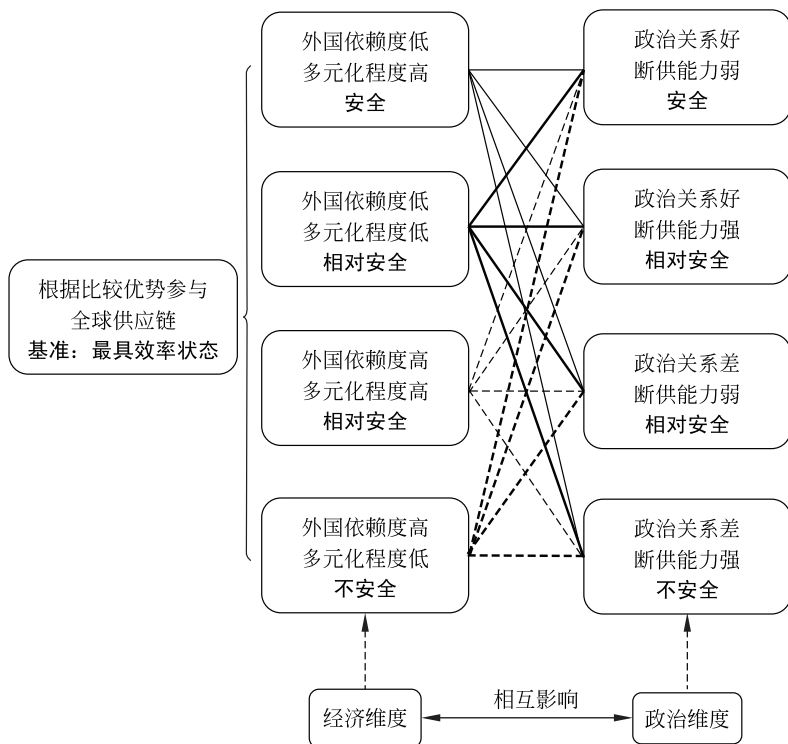 外国依赖度低
多元化程度高
安全
政治关系好
断供能力弱
安全
外国依赖度低
多元化程度低
相对安全
政治关系好
断供能力强
相对安全
根据比较优势参与
全球供应链
基准：最具效率状态
外国依赖度高
多元化程度高
相对安全
政治关系差
断供能力弱
相对安全
外国依赖度高
多元化程度低
不安全
政治关系差
断供能力强
不安全
经济维度
相互影响
政治维度